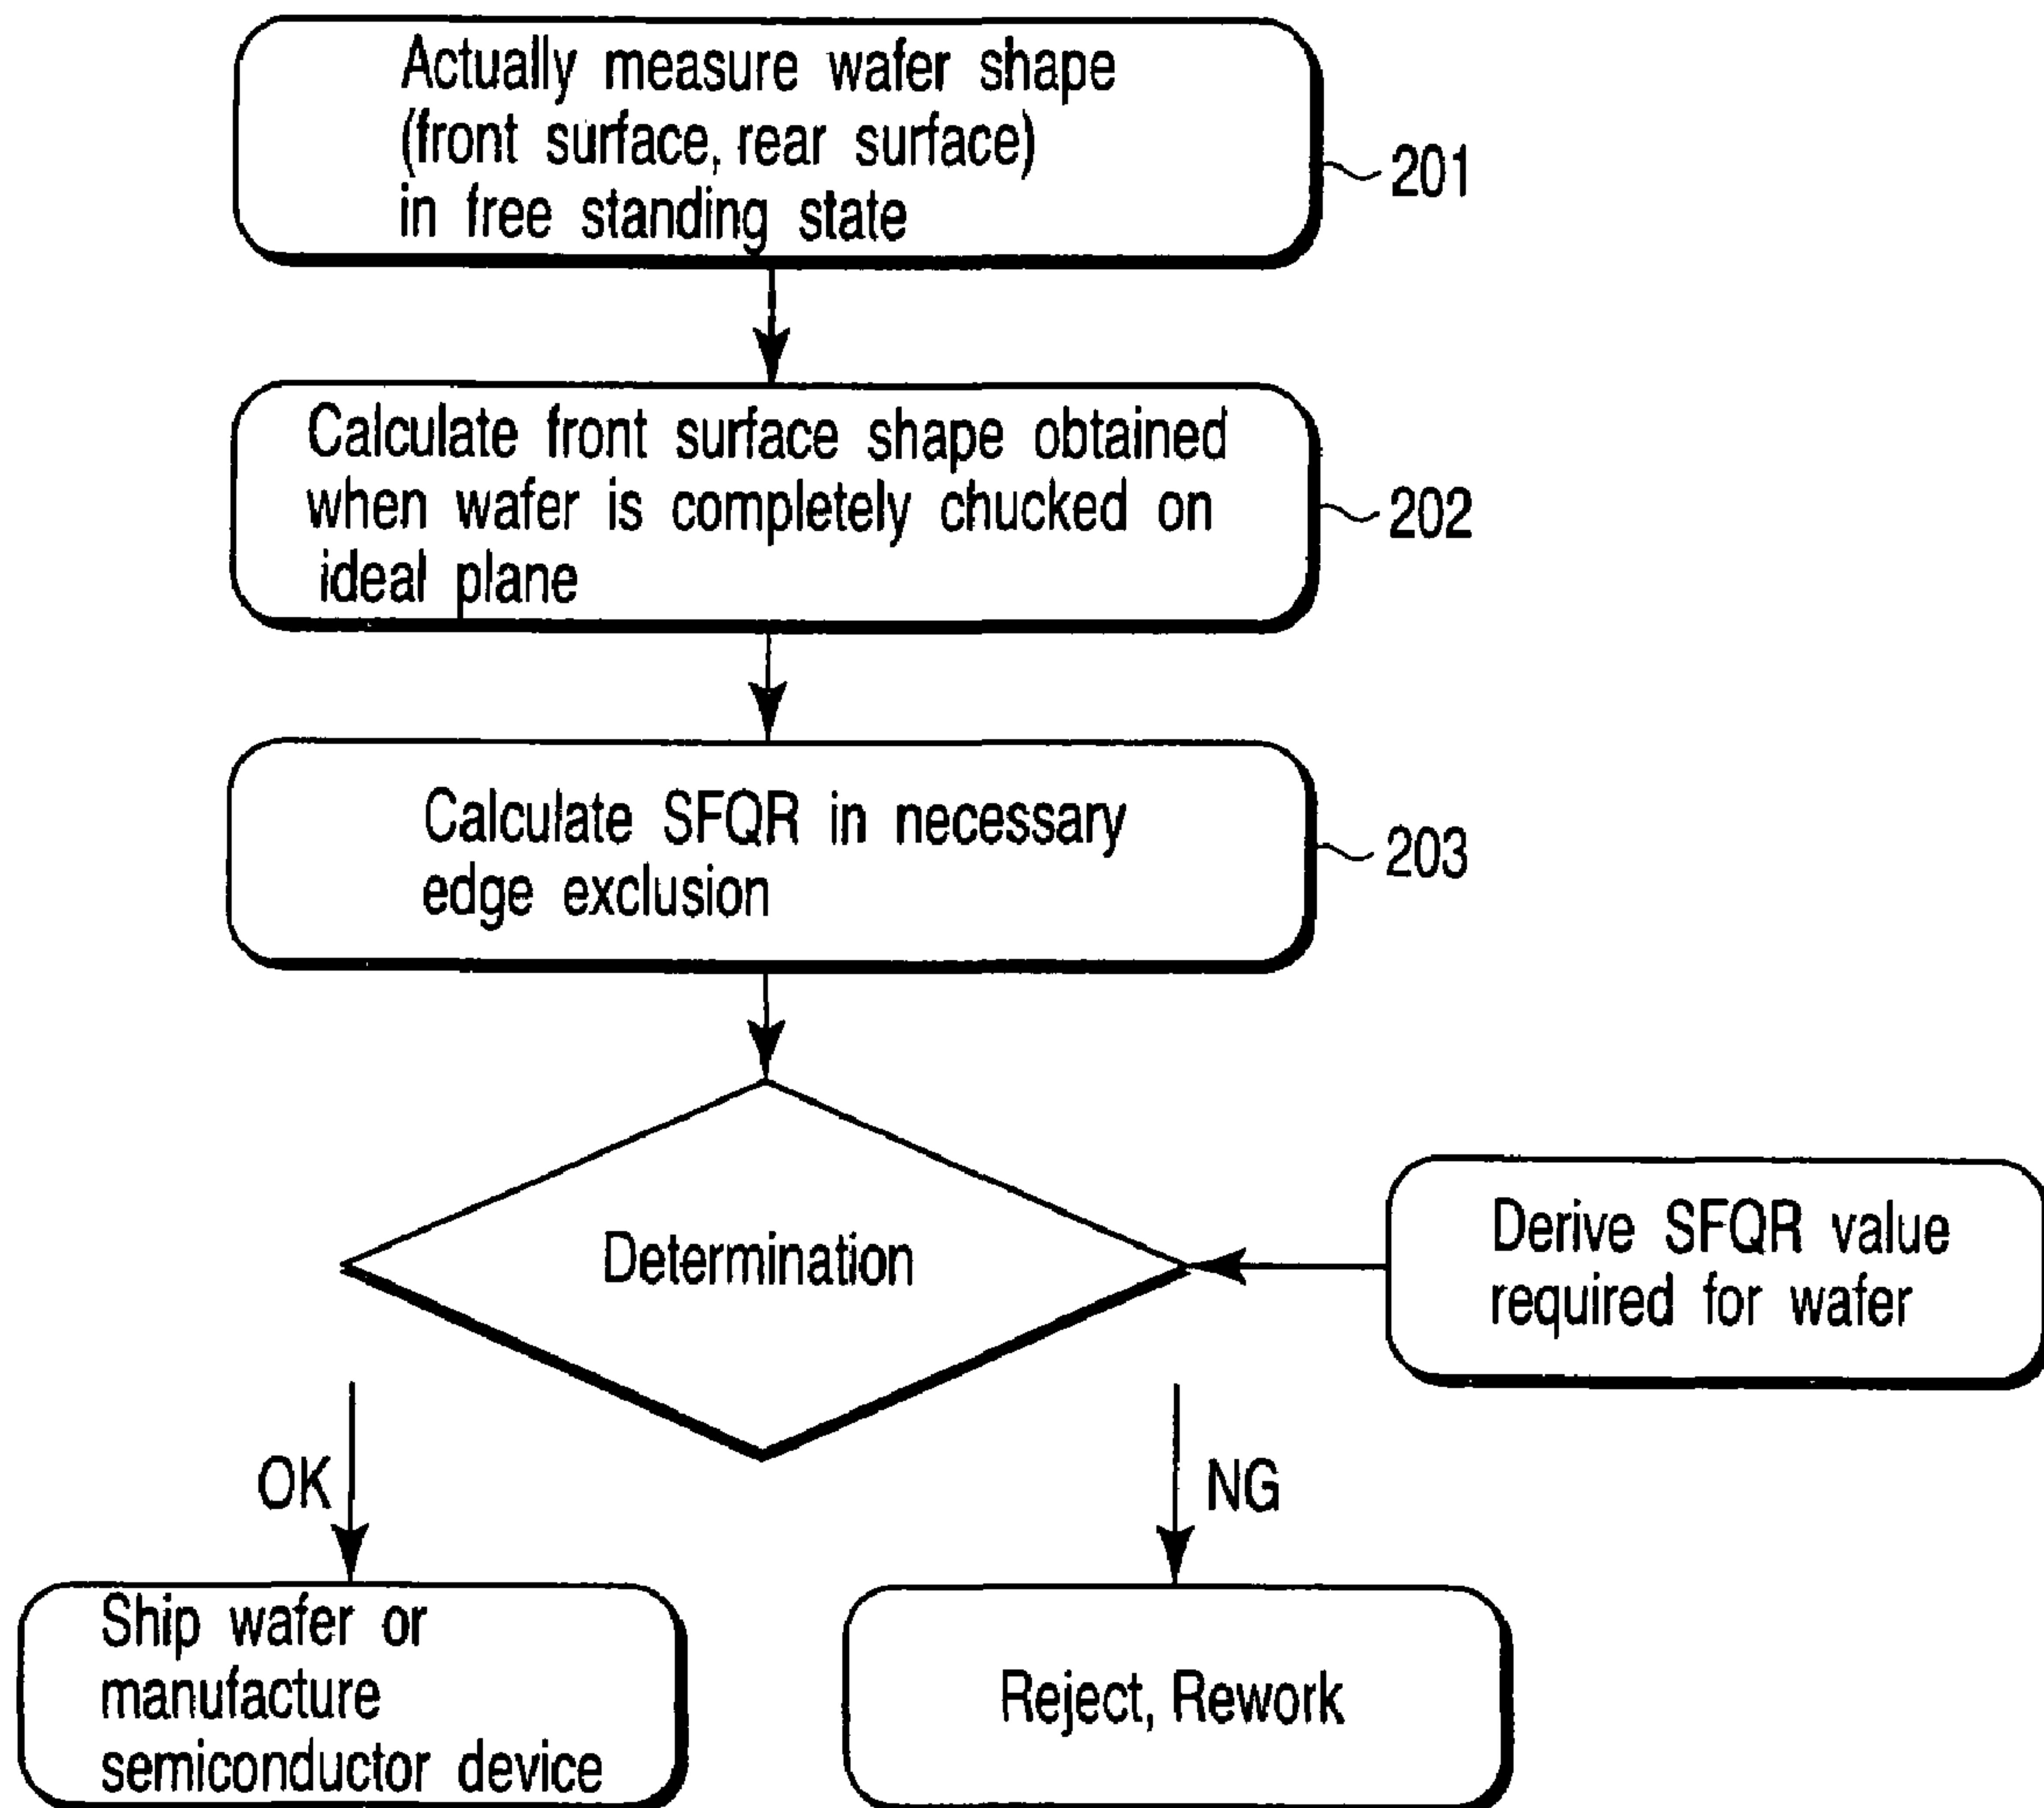 Actually measure wafer shape
(front surface, rear surface)
in free standing state
201
Calculate front surface shape obtained
when wafer is completely chucked on
ideal plane
202
Calculate SFQR in necessary
edge exclusion
203
Determination
Derive SFQR value
required for wafer
OK
NG
Ship wafer or
manufacture
semiconductor device
Reject, Rework